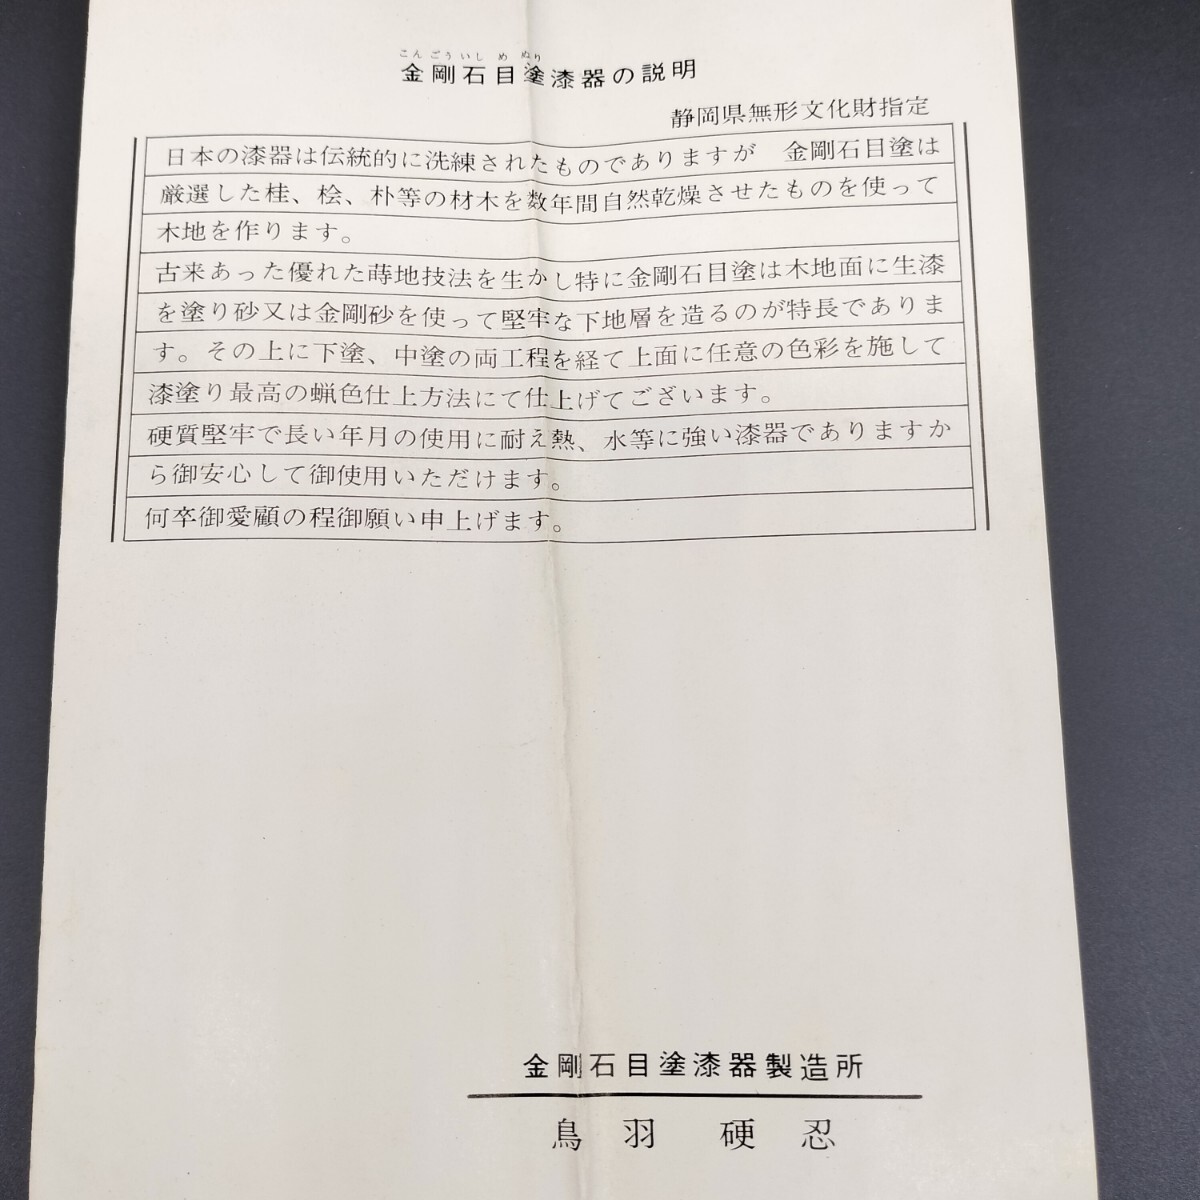 こんごういしめぬり
金剛石目塗漆器の説明
静岡県無形文化財指定
日本の漆器は伝統的に洗練されたものでありますが　金剛石目塗は
厳選した桂、桧、朴等の材木を数年間自然乾燥させたものを使って
木地を作ります。
古来あった優れた蒔地技法を生かし特に金剛石目塗は木地面に生漆
を塗り砂又は金剛砂を使って堅牢な下地層を造るのが特長でありま
す。その上に下塗、中塗の両工程を経て上面に任意の色彩を施して
漆塗り最高の蝋色仕上方法にて仕上げてございます。
硬質堅牢で長い年月の使用に耐え熱、水等に強い漆器でありますか
ら御安心して御使用いただけます。
何卒御愛顧の程御願い申上げます。
金剛石目塗漆器製造所
鳥羽　硬忍